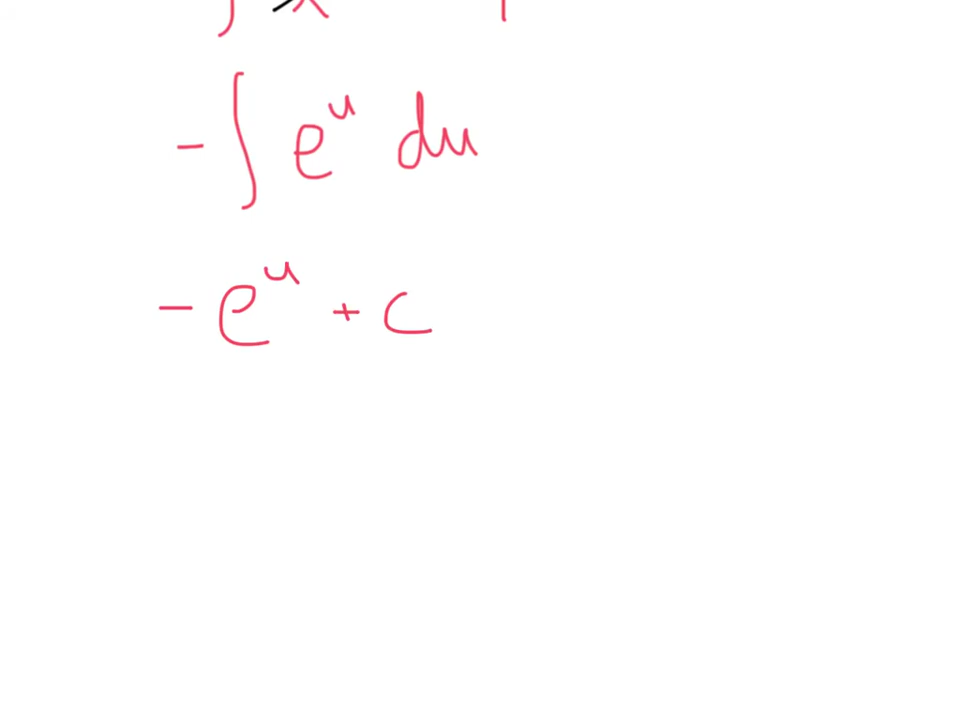 - ∫ e^u du
- e^u + c